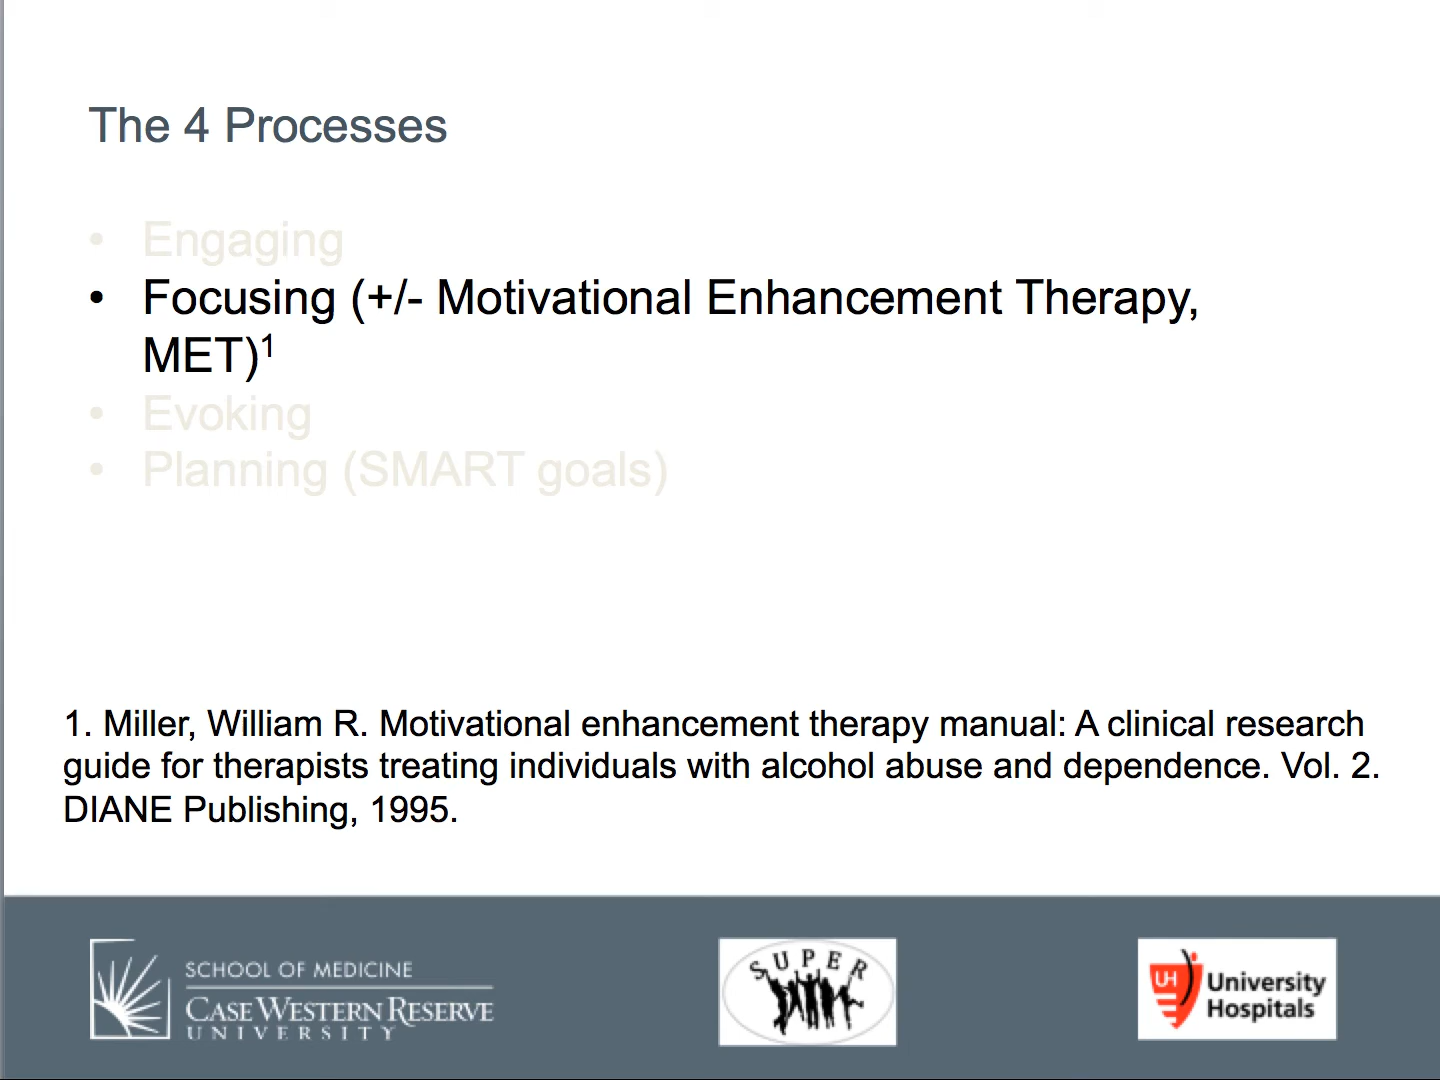 The 4 Processes
• Engaging
• Focusing (+/- Motivational Enhancement Therapy,
MET)¹
• Evoking
• Planning (SMART goals)
1. Miller, William R. Motivational enhancement therapy manual: A clinical research
guide for therapists treating individuals with alcohol abuse and dependence. Vol. 2.
DIANE Publishing, 1995.
SCHOOL OF MEDICINE
CASE WESTERN RESERVE
UNIVERSITY
SUPER
UH University
Hospitals